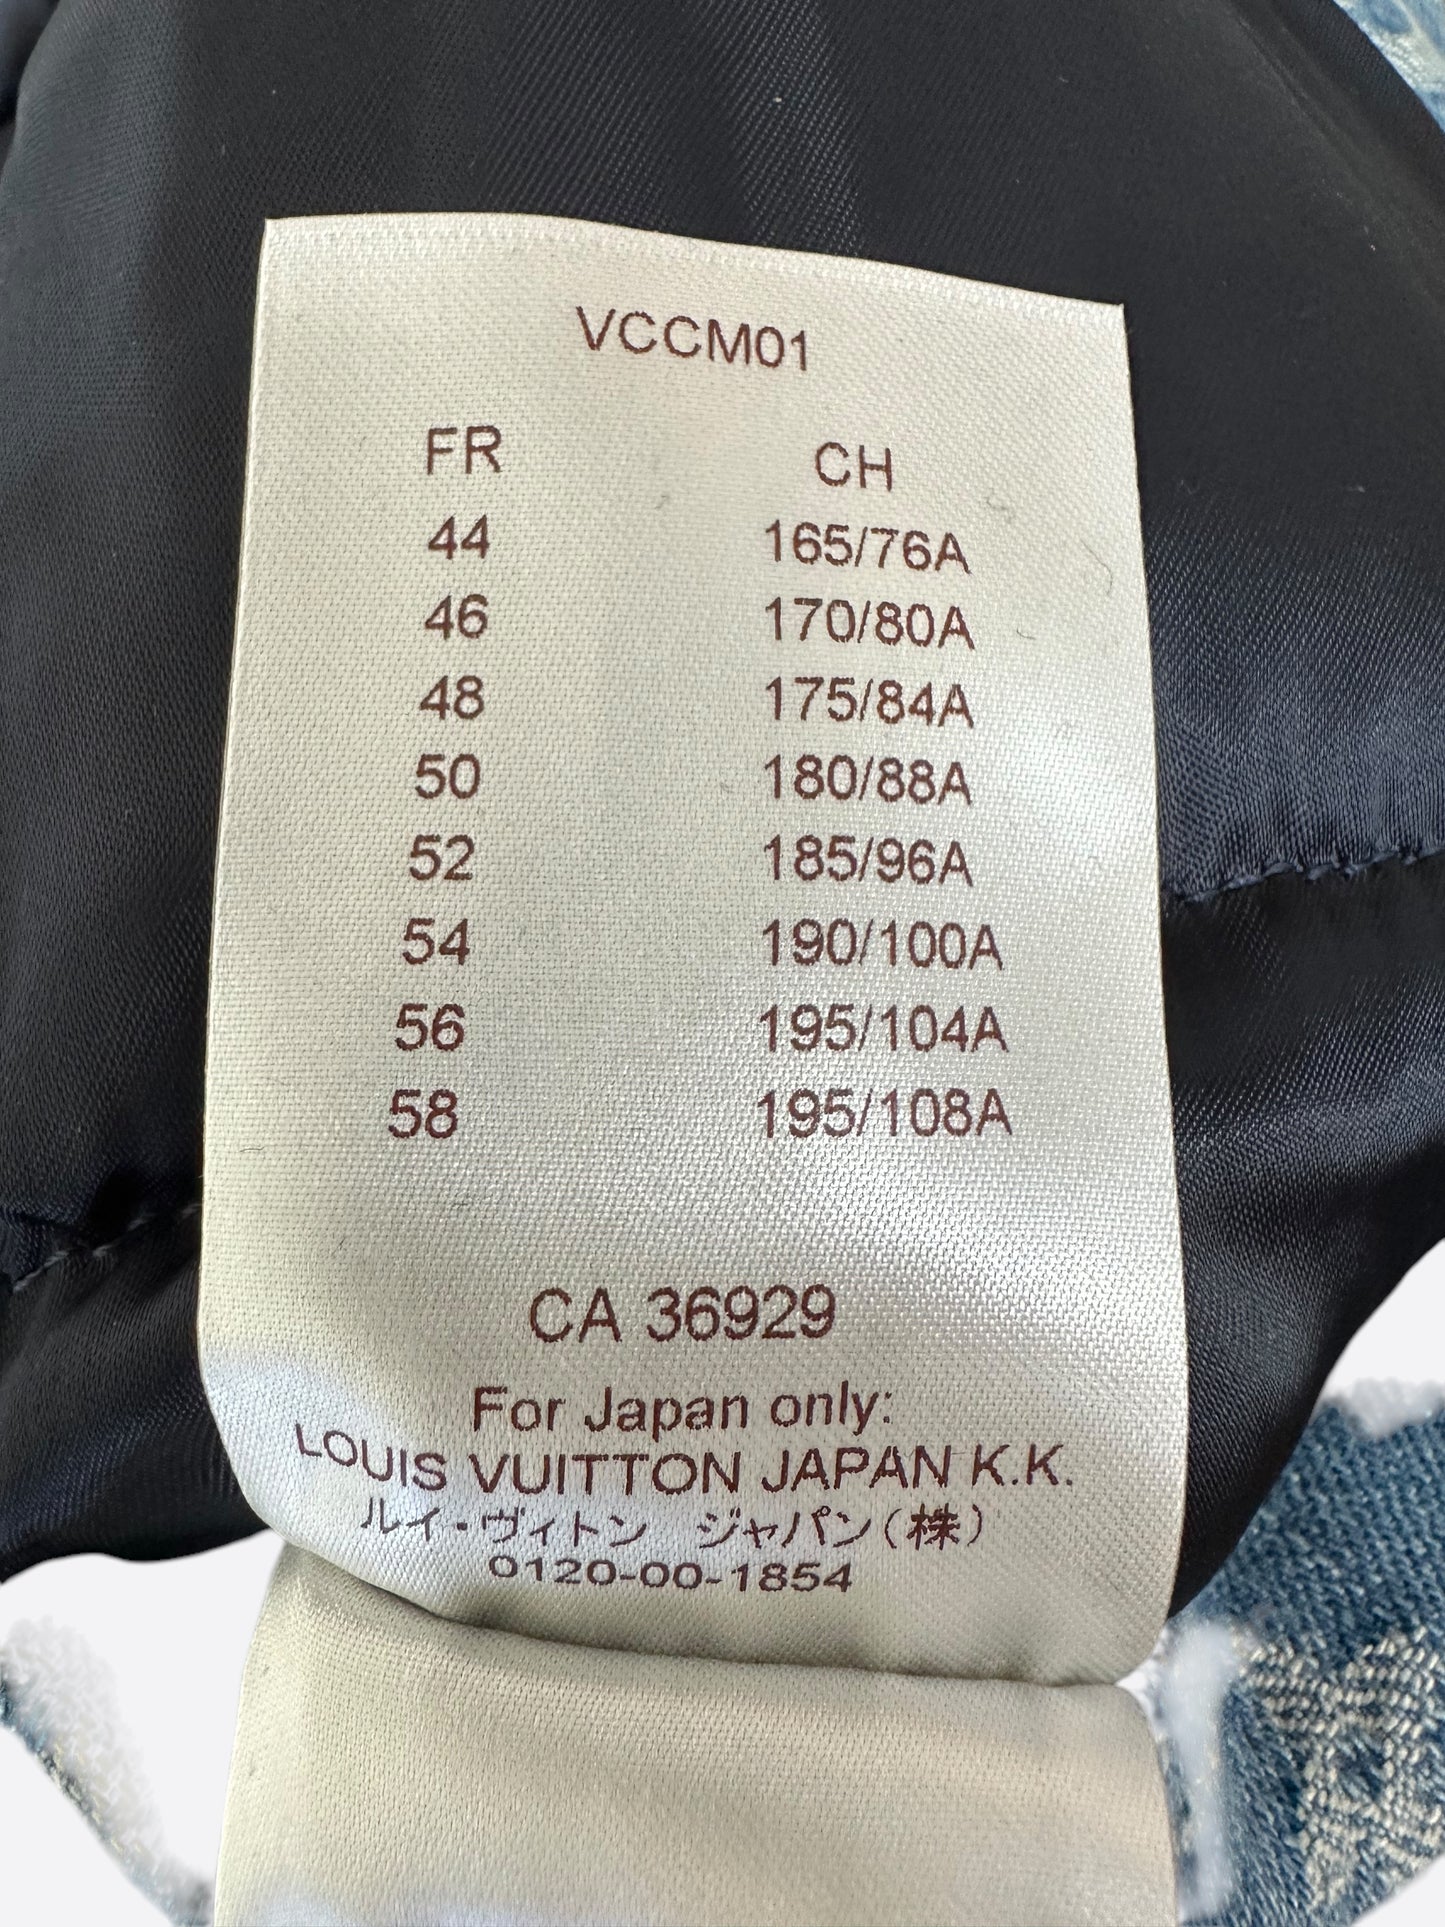 VCCM01
FR CH
44 165/76A
46 170/80A
48 175/84A
50 180/88A
52 185/96A
54 190/100A
56 195/104A
58 195/108A
CA 36929
For Japan only:
LOUIS VUITTON JAPAN K.K.
ルイ・ヴィトン ジャパン(株)
0120-00-1854